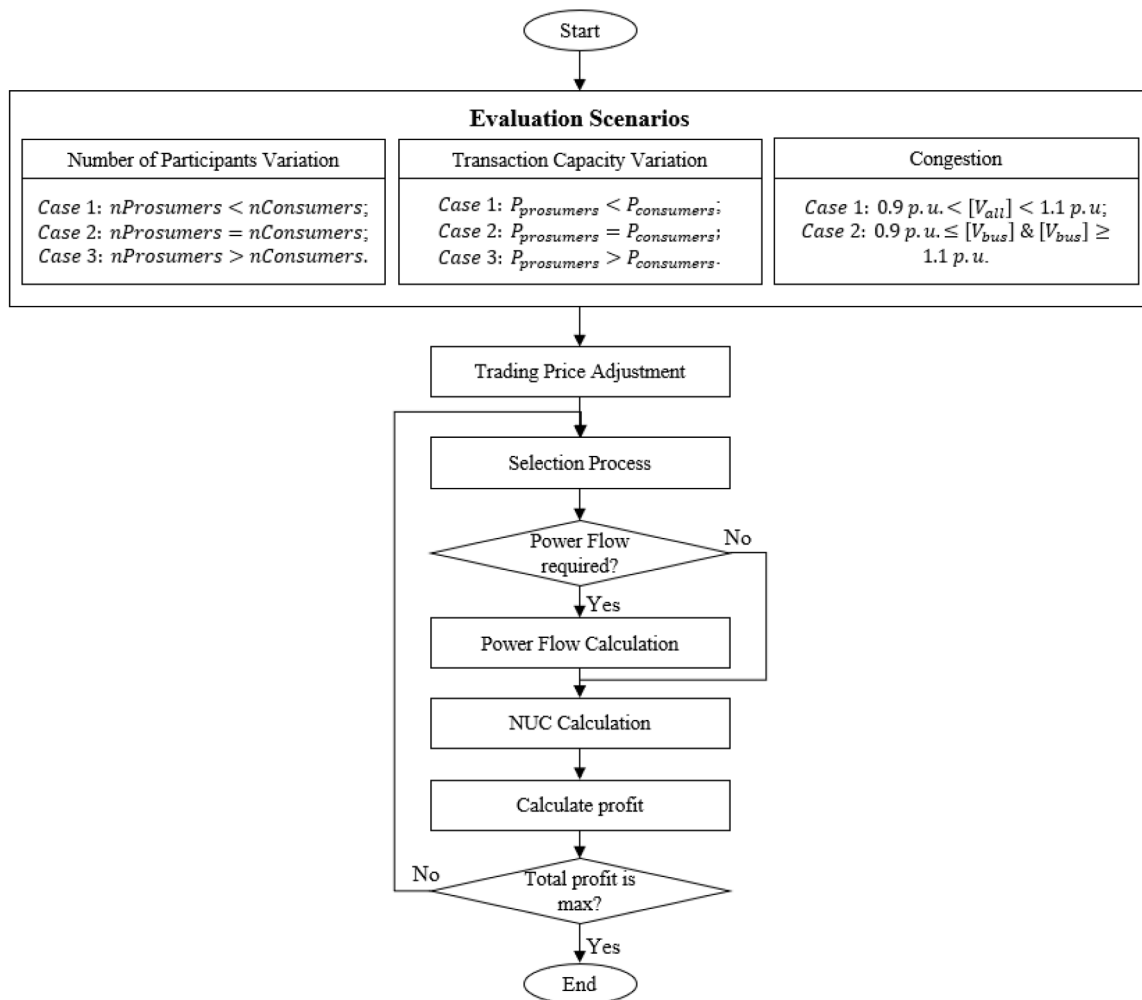 Start
Evaluation Scenarios
Number of Participants Variation
Case 1: nProsumers < nConsumers;
Case 2: nProsumers = nConsumers;
Case 3: nProsumers > nConsumers.
Transaction Capacity Variation
Case 1: P_prosumers < P_consumers;
Case 2: P_prosumers = P_consumers;
Case 3: P_prosumers > P_consumers.
Congestion
Case 1: 0.9 p.u. < [V_all] < 1.1 p.u;
Case 2: 0.9 p.u. ≤ [V_bus] & [V_bus] ≥
1.1 p.u.
Trading Price Adjustment
Selection Process
Power Flow
required?
No
Yes
Power Flow Calculation
NUC Calculation
Calculate profit
No
Total profit is
max?
Yes
End